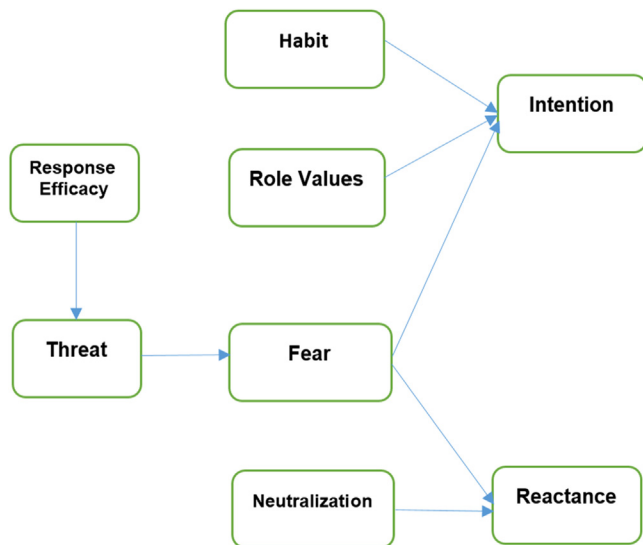 Habit
Intention
Response
Efficacy
Role Values
Threat
Fear
Neutralization
Reactance